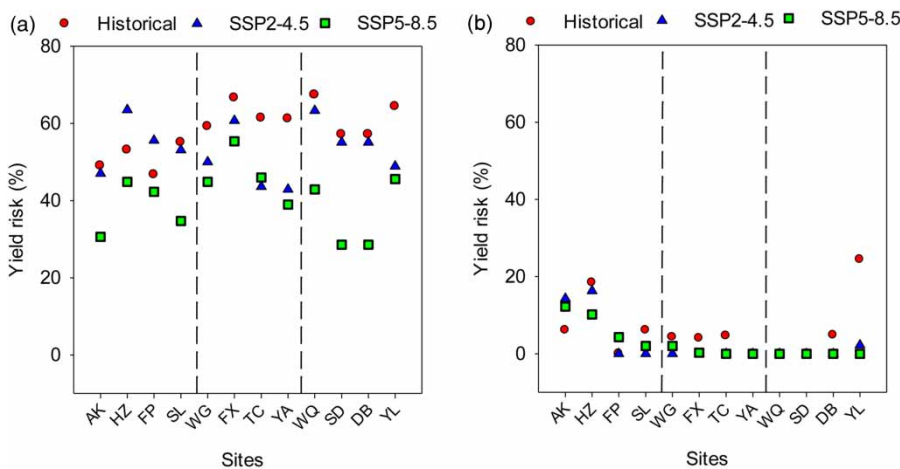 (a) Historical SSP2-4.5 SSP5-8.5
80
60
40
20
0
Yield risk (%)
AK HZ FP SL WG FX TC YA WQ SD DB YL
Sites
(b) Historical SSP2-4.5 SSP5-8.5
80
60
40
20
0
Yield risk (%)
AK HZ FP SL WG FX TC YA WQ SD DB YL
Sites